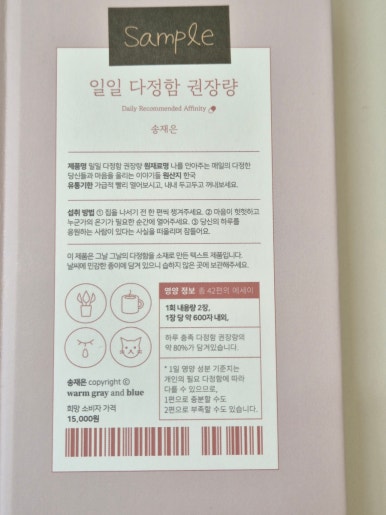 Sample
일일 다정함 권장량
Daily Recommended Affinity
송재은
제품명 일일 다정함 권장량 원재료명 나를 안아주는 매일의 다정한
당신들과 마음을 울리는 이야기들 원산지 한국
유통기한 가급적 빨리 열어보시고, 내내 두고두고 꺼내보세요.
섭취 방법 ① 집을 나서기 전 한 편씩 챙겨주세요. ② 마음이 헛헛하고
누군가의 온기가 필요한 순간에 열어주세요. ③ 당신의 하루를
응원하는 사람이 있다는 사실을 떠올리며 잠들어요.
이 제품은 그날 그날의 다정함을 소재로 만든 텍스트 제품입니다.
날씨에 민감한 종이에 담겨 있으니 습하지 않은 곳에 보관해주세요.
영양 정보 총 42편의 에세이
1회 내용량 2장,
1장 당 약 600자 내외,
하루 충족 다정함 권장량의
약 80%가 담겨있습니다.
* 1일 영양 성분 기준치는
개인의 필요 다정함에 따라
다를 수 있으므로,
1편으로 충분할 수도
2편으로 부족할 수도 있습니다.
송재은 copyright ⓒ
warm gray and blue
희망 소비자 가격
15,000원